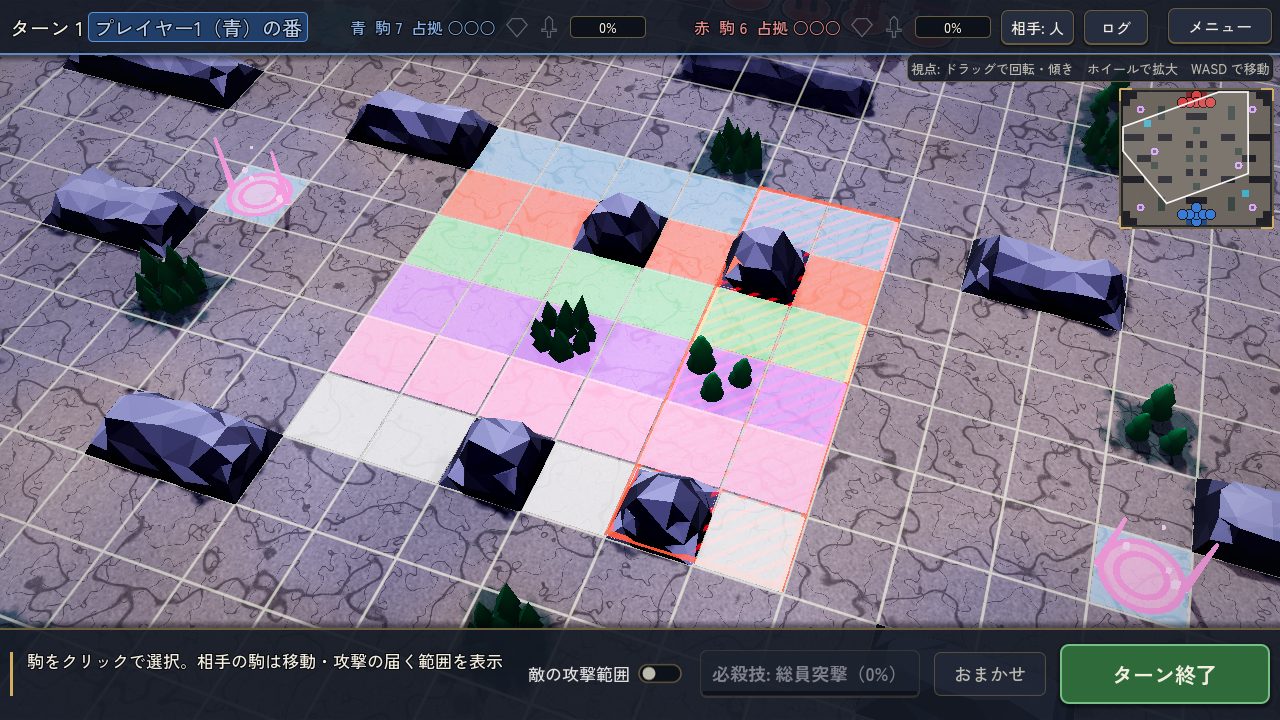 ターン 1 プレイヤー1（青）の番 青 駒 7 占拠 〇〇〇 0% 赤 駒 6 占拠 〇〇〇 0% 相手: 人 ログ メニュー
視点: ドラッグで回転・傾き ホイールで拡大 WASD で移動
駒をクリックで選択。相手の駒は移動・攻撃の届く範囲を表示
敵の攻撃範囲 必殺技: 総員突撃（0%） おまかせ ターン終了